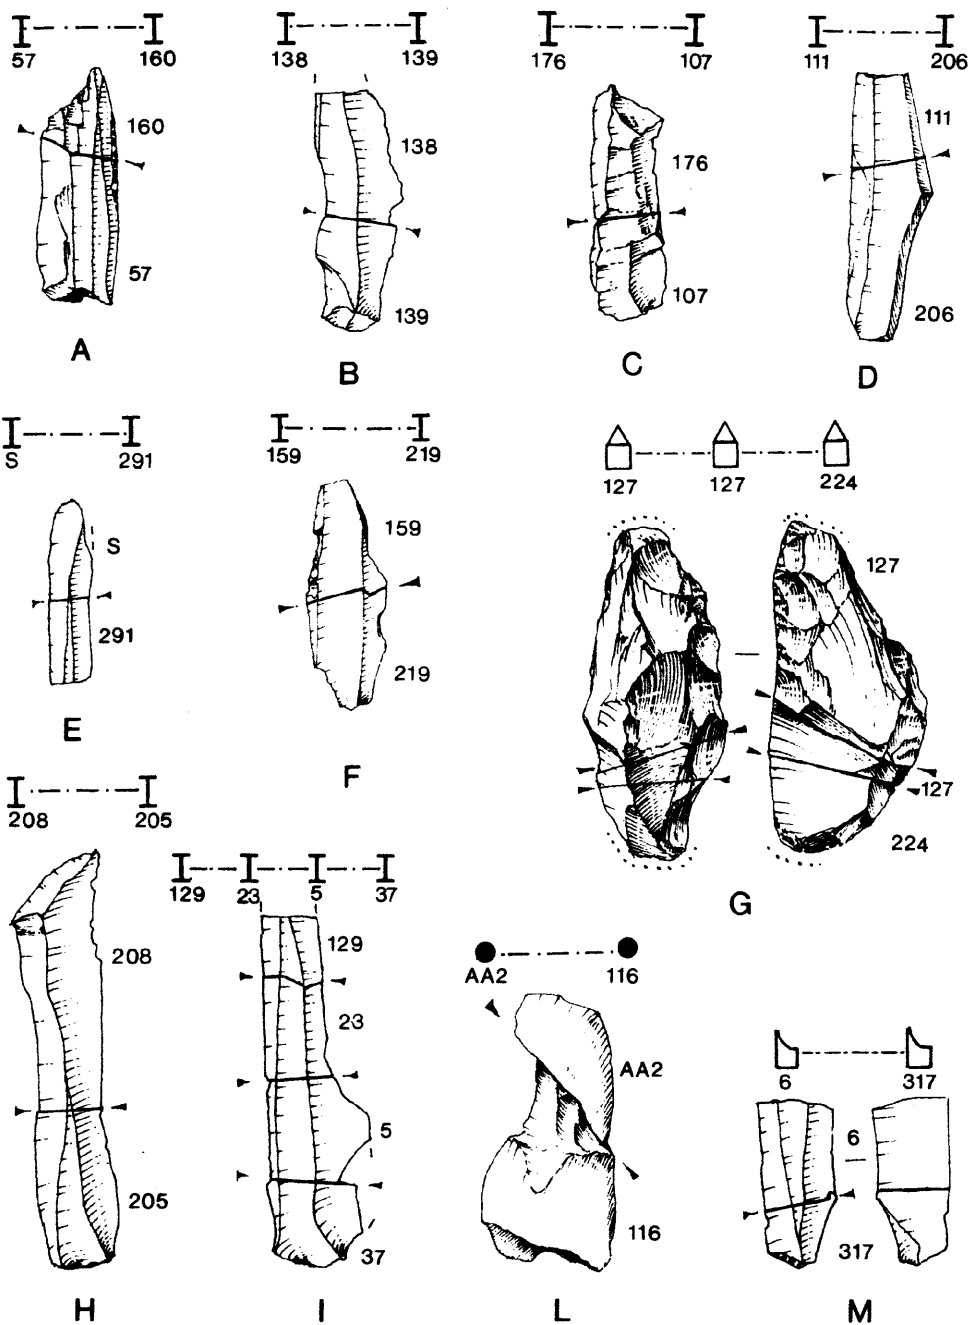 57 160
160
57
A
138 139
138
139
B
176 107
176
107
C
111 206
111
206
D
S 291
S
291
E
159 219
159
219
F
127 127 224
127
127
224
G
208 205
208
205
H
129 23 5 37
129
23
5
37
I
AA2 116
AA2
116
L
6 317
6
317
M